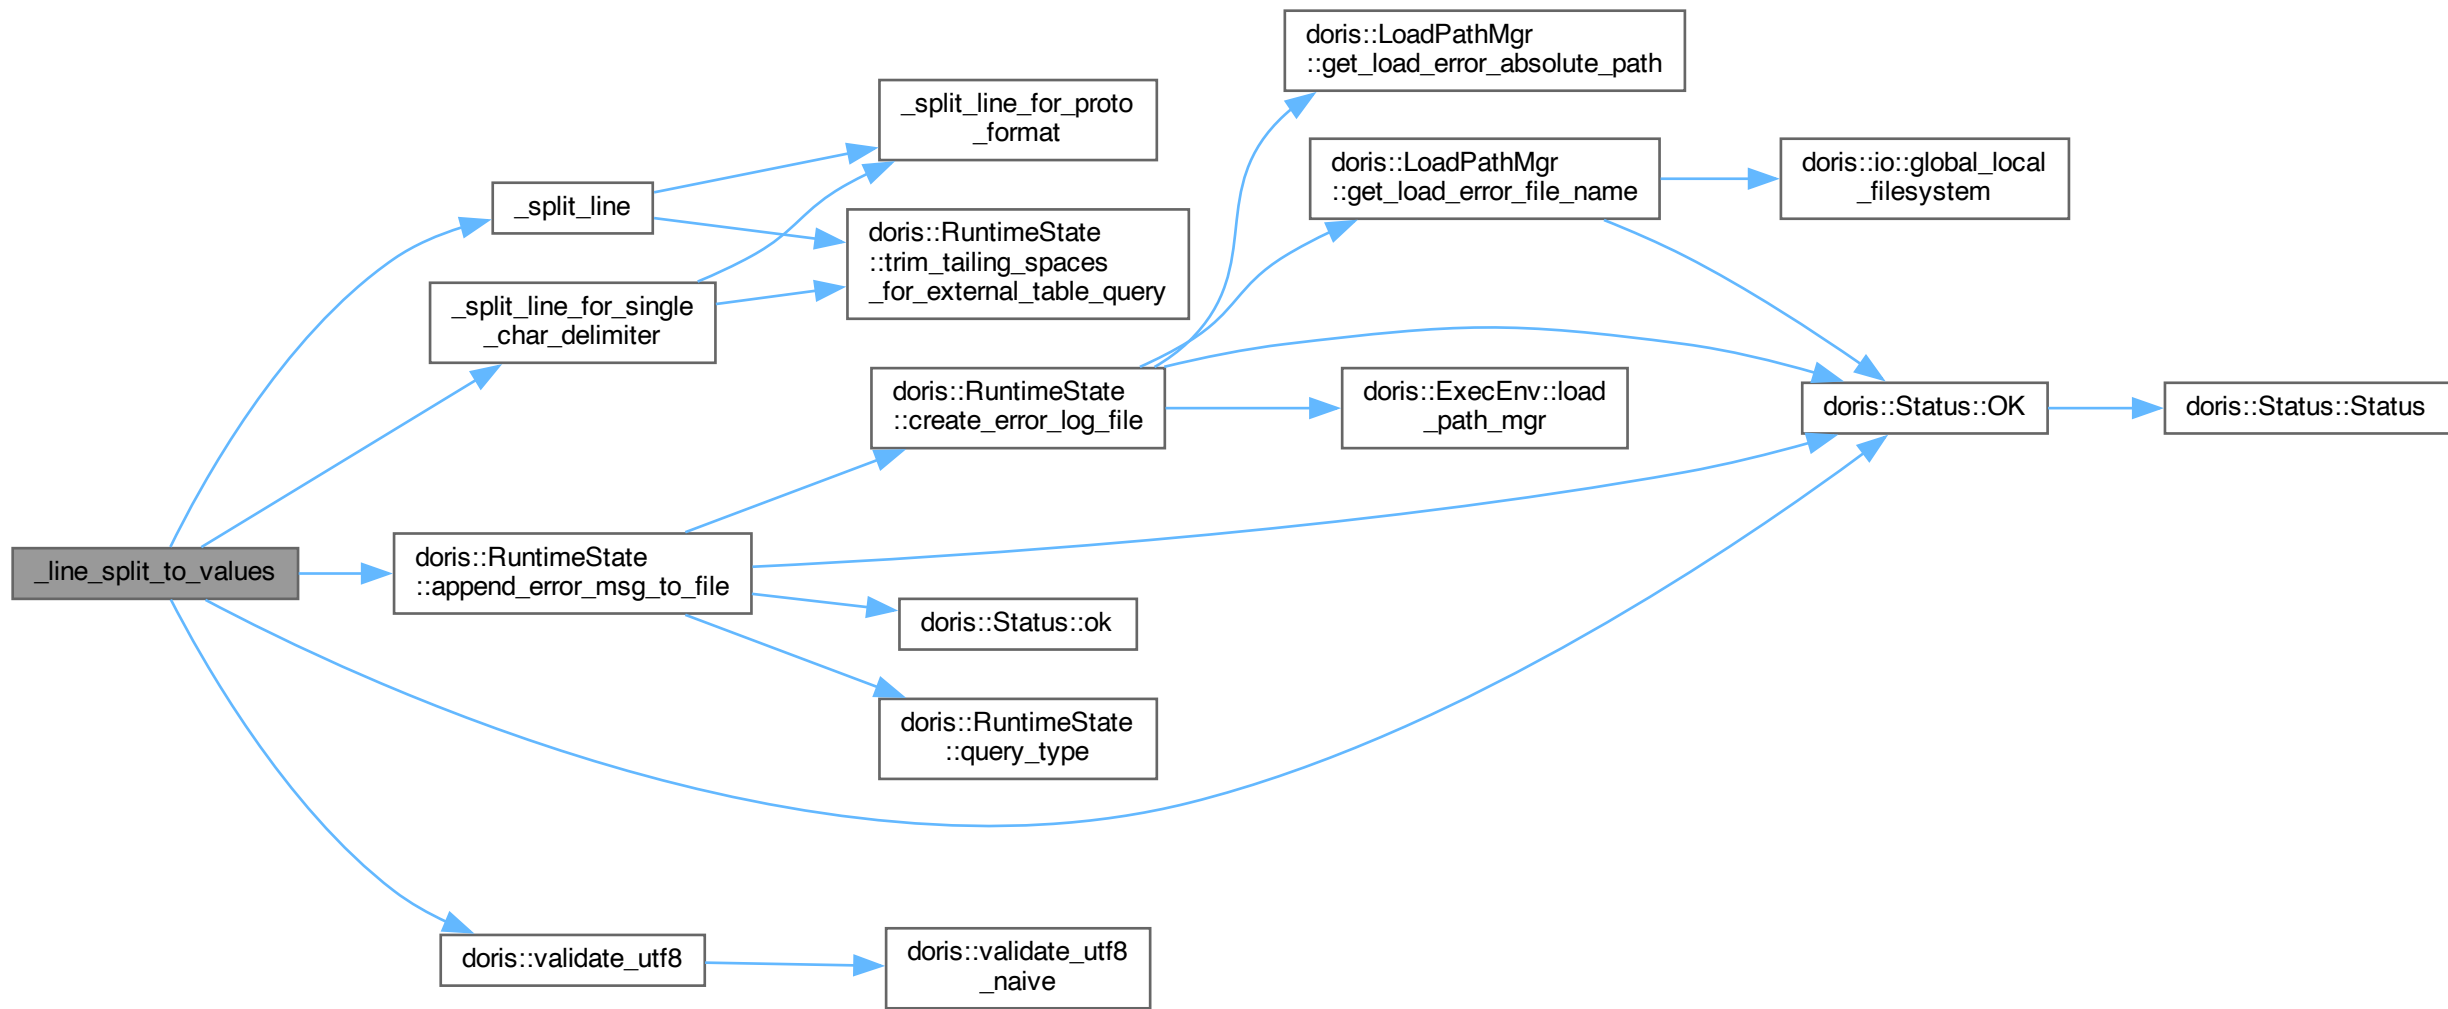 _line_split_to_values
_split_line
_split_line_for_single
_char_delimiter
doris::RuntimeState
::append_error_msg_to_file
doris::validate_utf8
_split_line_for_proto
_format
doris::RuntimeState
::trim_tailing_spaces
_for_external_table_query
doris::RuntimeState
::create_error_log_file
doris::Status::ok
doris::RuntimeState
::query_type
doris::validate_utf8
_naive
doris::LoadPathMgr
::get_load_error_absolute_path
doris::LoadPathMgr
::get_load_error_file_name
doris::ExecEnv::load
_path_mgr
doris::io::global_local
_filesystem
doris::Status::OK
doris::Status::Status